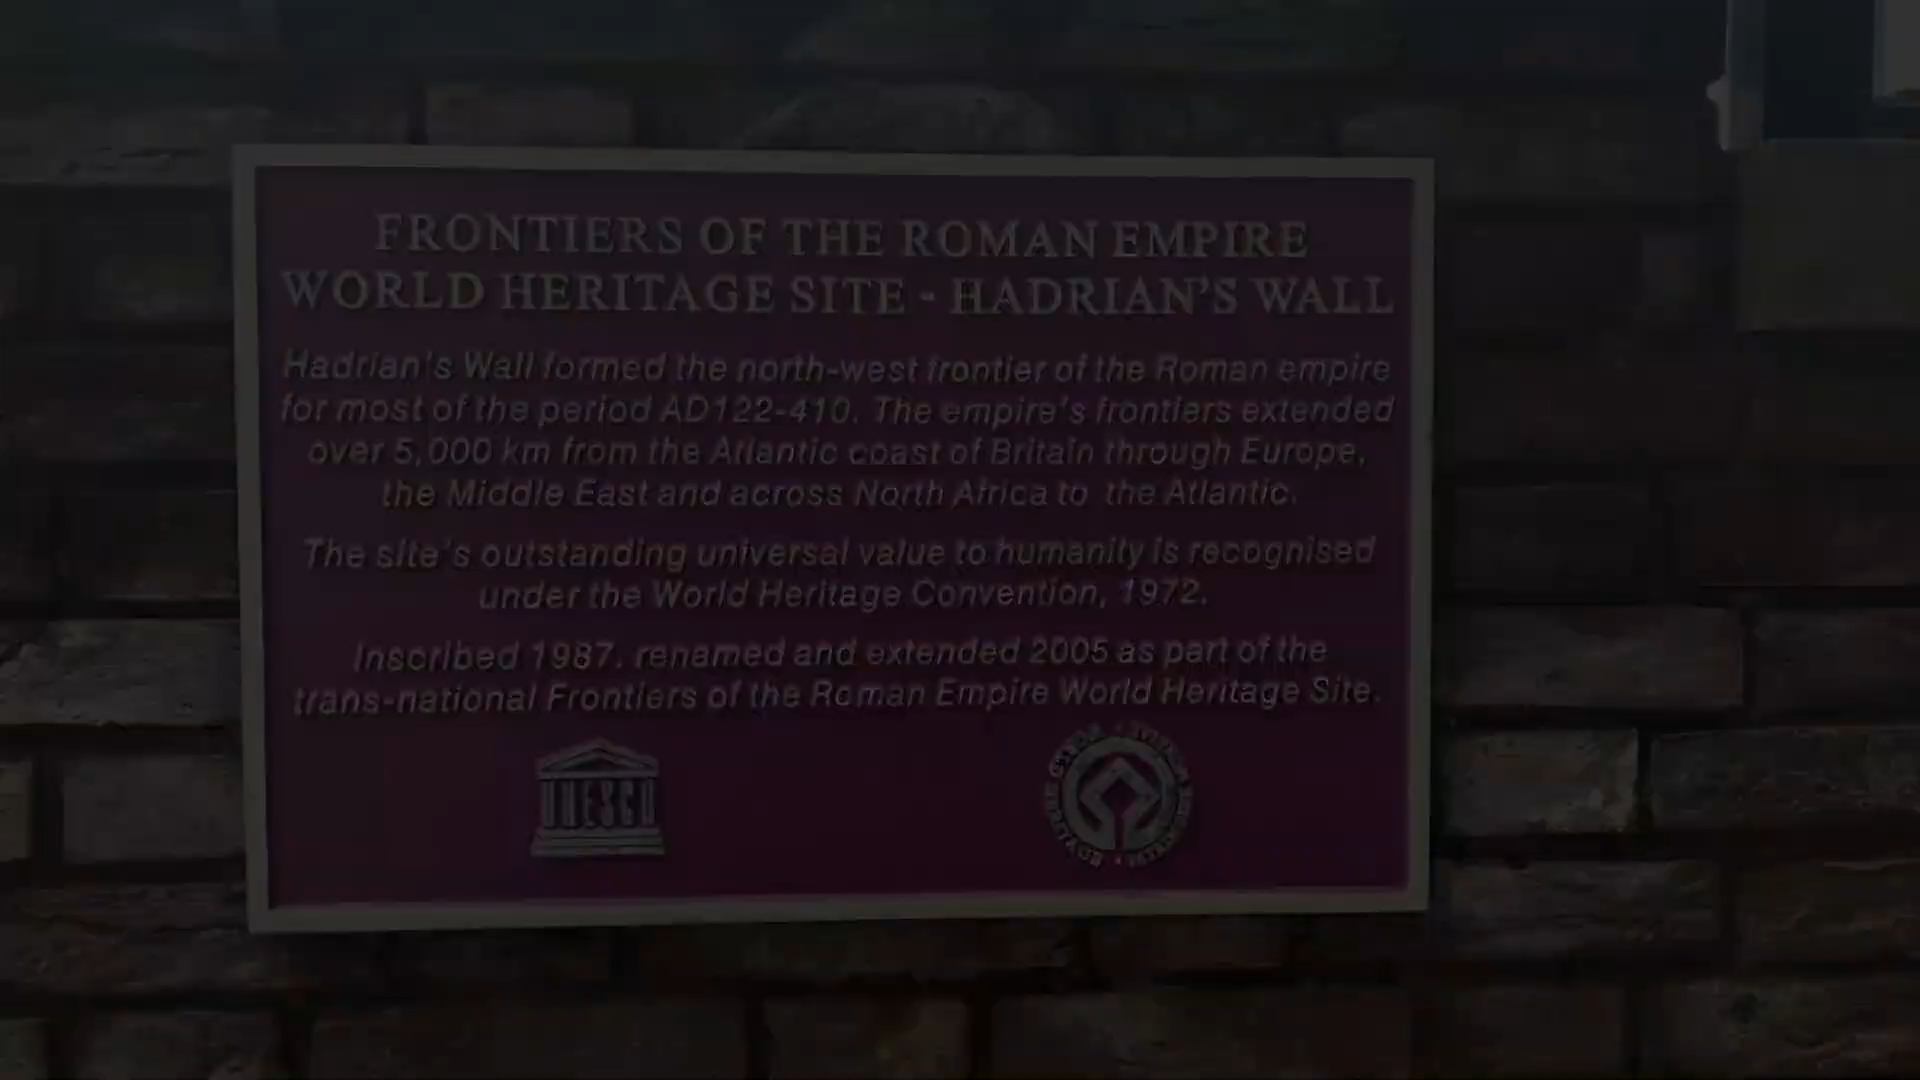 FRONTIERS OF THE ROMAN EMPIRE
WORLD HERITAGE SITE - HADRIAN'S WALL
Hadrian's Wall formed the north-west frontier of the Roman empire
for most of the period AD122-410. The empire's frontiers extended
over 5,000 km from the Atlantic coast of Britain through Europe,
the Middle East and across North Africa to the Atlantic.
The site's outstanding universal value to humanity is recognised
under the World Heritage Convention, 1972.
Inscribed 1987, renamed and extended 2005 as part of the
trans-national Frontiers of the Roman Empire World Heritage Site.
UNESCO